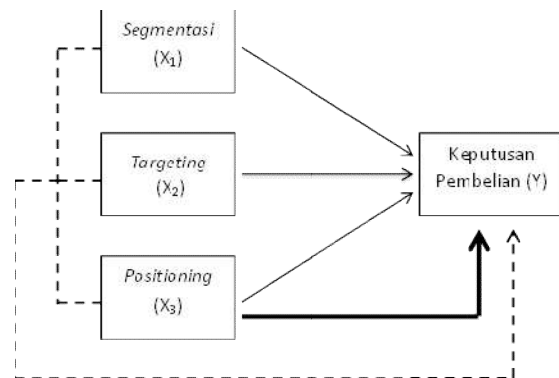 Segmentasi
(X₁)
Targeting
(X₂)
Positioning
(X₃)
Keputusan
Pembelian (Y)